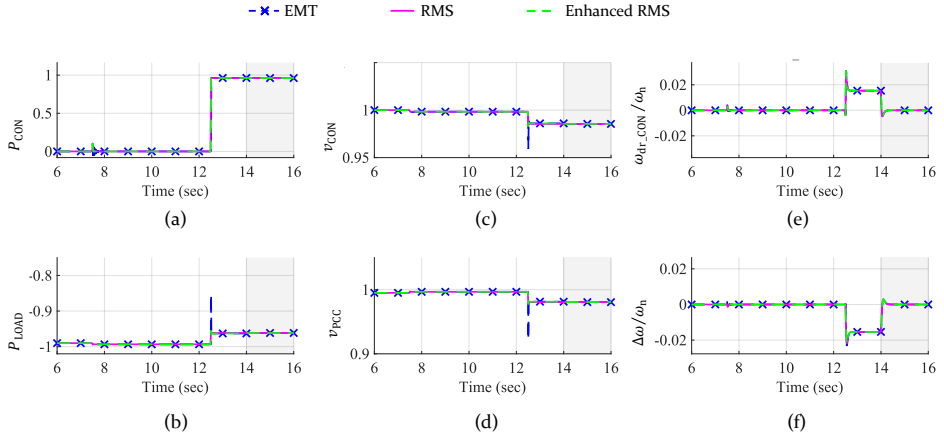 EMT RMS Enhanced RMS
1
0.5
0
P_CON
6 8 10 12 14 16
Time (sec)
(a)
1
0.95
v_CON
6 8 10 12 14 16
Time (sec)
(c)
0.02
0
-0.02
ω_dr_CON/ω_n
6 8 10 12 14 16
Time (sec)
(e)
-0.8
-0.9
-1
P_LOAD
6 8 10 12 14 16
Time (sec)
(b)
1
0.9
v_PCC
6 8 10 12 14 16
Time (sec)
(d)
0.02
0
-0.02
Δω/ω_n
6 8 10 12 14 16
Time (sec)
(f)